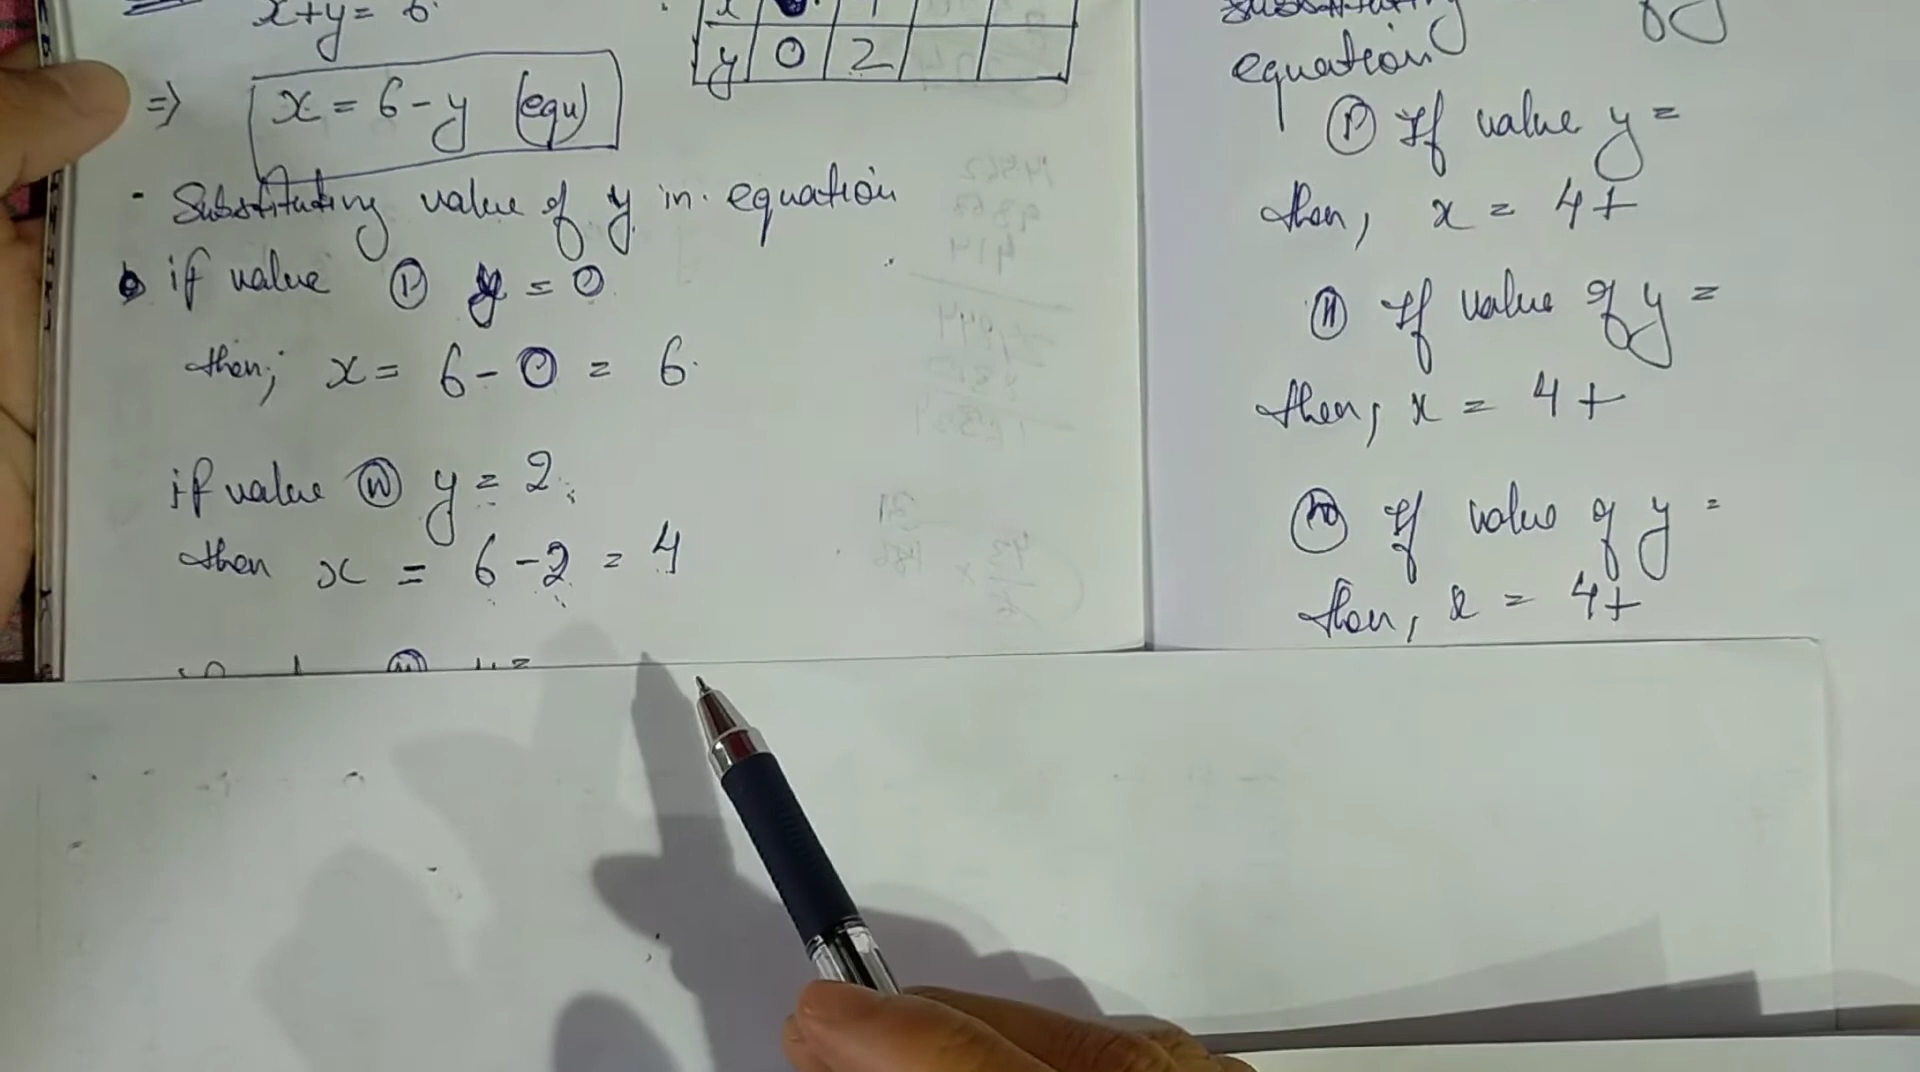 x+y= 6
y 0 2
=> x = 6 - y (equ)
- Substituting value of y in equation
if value (i) y = 0
then; x = 6 - 0 = 6.
if value (ii) y = 2
then x = 6 - 2 = 4
equation
(i) If value y =
then, x = 4+
(ii) If value of y =
then, x = 4+
(iii) If value of y =
then, x = 4+